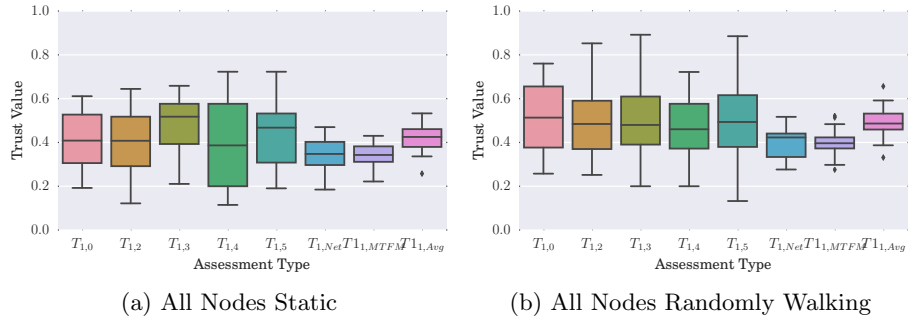 1.0
0.8
0.6
0.4
0.2
0.0
Trust Value
T1,0 T1,2 T1,3 T1,4 T1,5 T1,Net T11,MTFM T11,Avg
Assessment Type
(a) All Nodes Static
1.0
0.8
0.6
0.4
0.2
0.0
Trust Value
T1,0 T1,2 T1,3 T1,4 T1,5 T1,Net T11,MTFM T11,Avg
Assessment Type
(b) All Nodes Randomly Walking